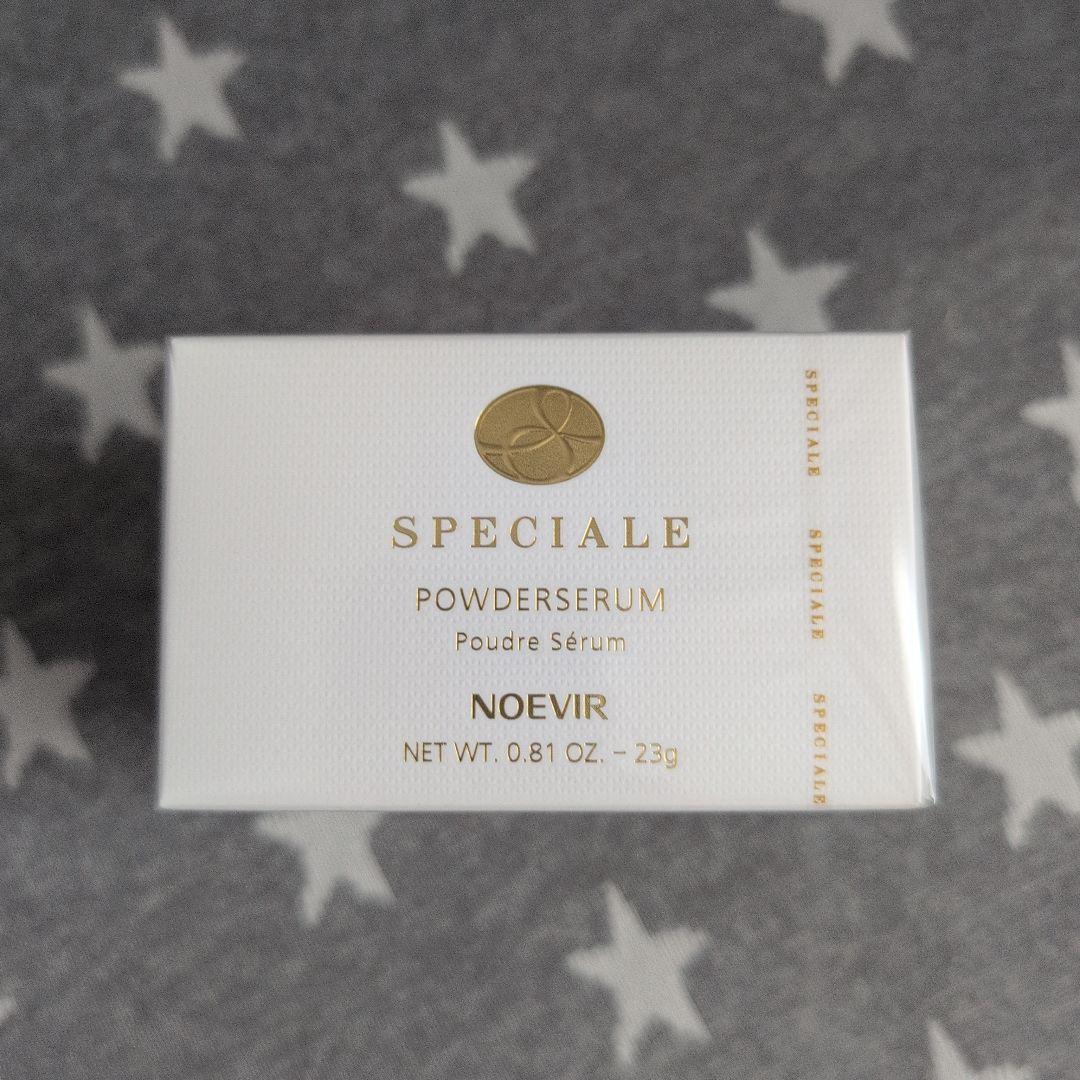 SPECIALE
POWDERSERUM
Poudre Sérum
NOEVIR
NET WT. 0.81 OZ. – 23g
SPECIALE
SPECIALE
SPECIALE